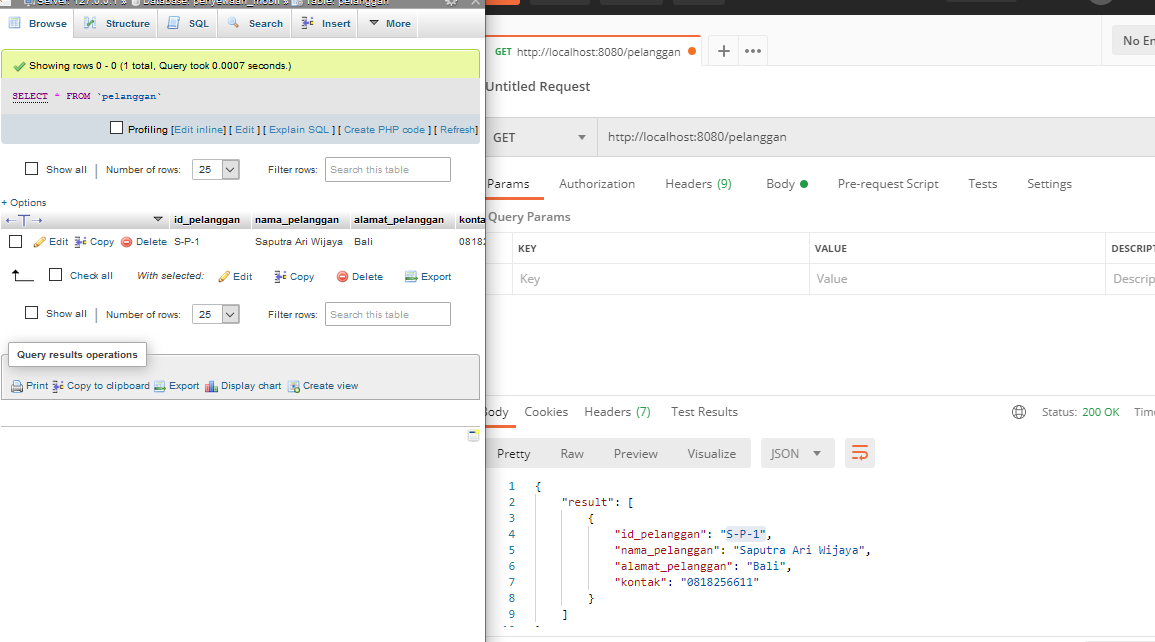 Server: 127.0.0.1 » Database: penyewaan_mobil » Table: pelanggan
Browse Structure SQL Search Insert More
Showing rows 0 - 0 (1 total, Query took 0.0007 seconds.)
SELECT * FROM `pelanggan`
Profiling [Edit inline] [ Edit ] [ Explain SQL ] [ Create PHP code ] [ Refresh]
Show all | Number of rows: 25 Filter rows: Search this table
+ Options
←T→ id_pelanggan nama_pelanggan alamat_pelanggan konta
Edit Copy Delete S-P-1 Saputra Ari Wijaya Bali 0818
Check all With selected: Edit Copy Delete Export
Show all | Number of rows: 25 Filter rows: Search this table
Query results operations
Print Copy to clipboard Export Display chart Create view
GET http://localhost:8080/pelanggan + ••• No En
Untitled Request
GET http://localhost:8080/pelanggan
Params Authorization Headers (9) Body Pre-request Script Tests Settings
Query Params
KEY VALUE DESCRIPT
Key Value Descrip
Body Cookies Headers (7) Test Results Status: 200 OK Time
Pretty Raw Preview Visualize JSON
1 {
2 "result": [
3 {
4 "id_pelanggan": "S-P-1",
5 "nama_pelanggan": "Saputra Ari Wijaya",
6 "alamat_pelanggan": "Bali",
7 "kontak": "0818256611"
8 }
9 ]